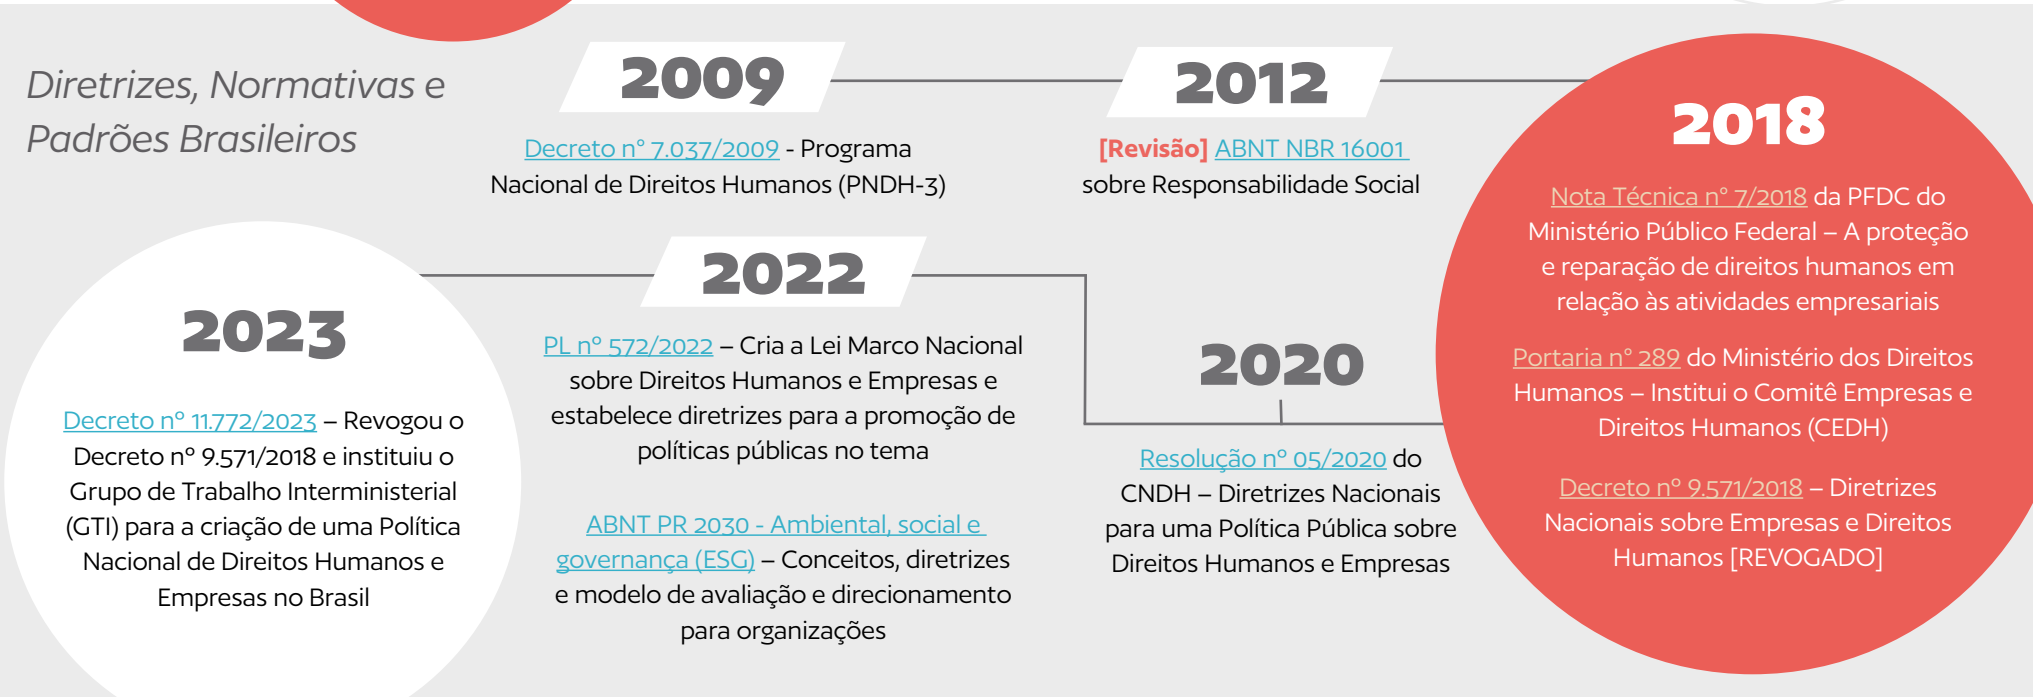 Diretrizes, Normativas e
Padrões Brasileiros
2009
Decreto n° 7.037/2009 - Programa
Nacional de Direitos Humanos (PNDH-3)
2012
[Revisão] ABNT NBR 16001
sobre Responsabilidade Social
2018
Nota Técnica n° 7/2018 da PFDC do
Ministério Público Federal – A proteção
e reparação de direitos humanos em
relação às atividades empresariais
Portaria n° 289 do Ministério dos Direitos
Humanos – Institui o Comitê Empresas e
Direitos Humanos (CEDH)
Decreto nº 9.571/2018 – Diretrizes
Nacionais sobre Empresas e Direitos
Humanos [REVOGADO]
2020
Resolução nº 05/2020 do
CNDH – Diretrizes Nacionais
para uma Política Pública sobre
Direitos Humanos e Empresas
2022
PL nº 572/2022 – Cria a Lei Marco Nacional
sobre Direitos Humanos e Empresas e
estabelece diretrizes para a promoção de
políticas públicas no tema
ABNT PR 2030 - Ambiental, social e
governança (ESG) – Conceitos, diretrizes
e modelo de avaliação e direcionamento
para organizações
2023
Decreto nº 11.772/2023 – Revogou o
Decreto nº 9.571/2018 e instituiu o
Grupo de Trabalho Interministerial
(GTI) para a criação de uma Política
Nacional de Direitos Humanos e
Empresas no Brasil